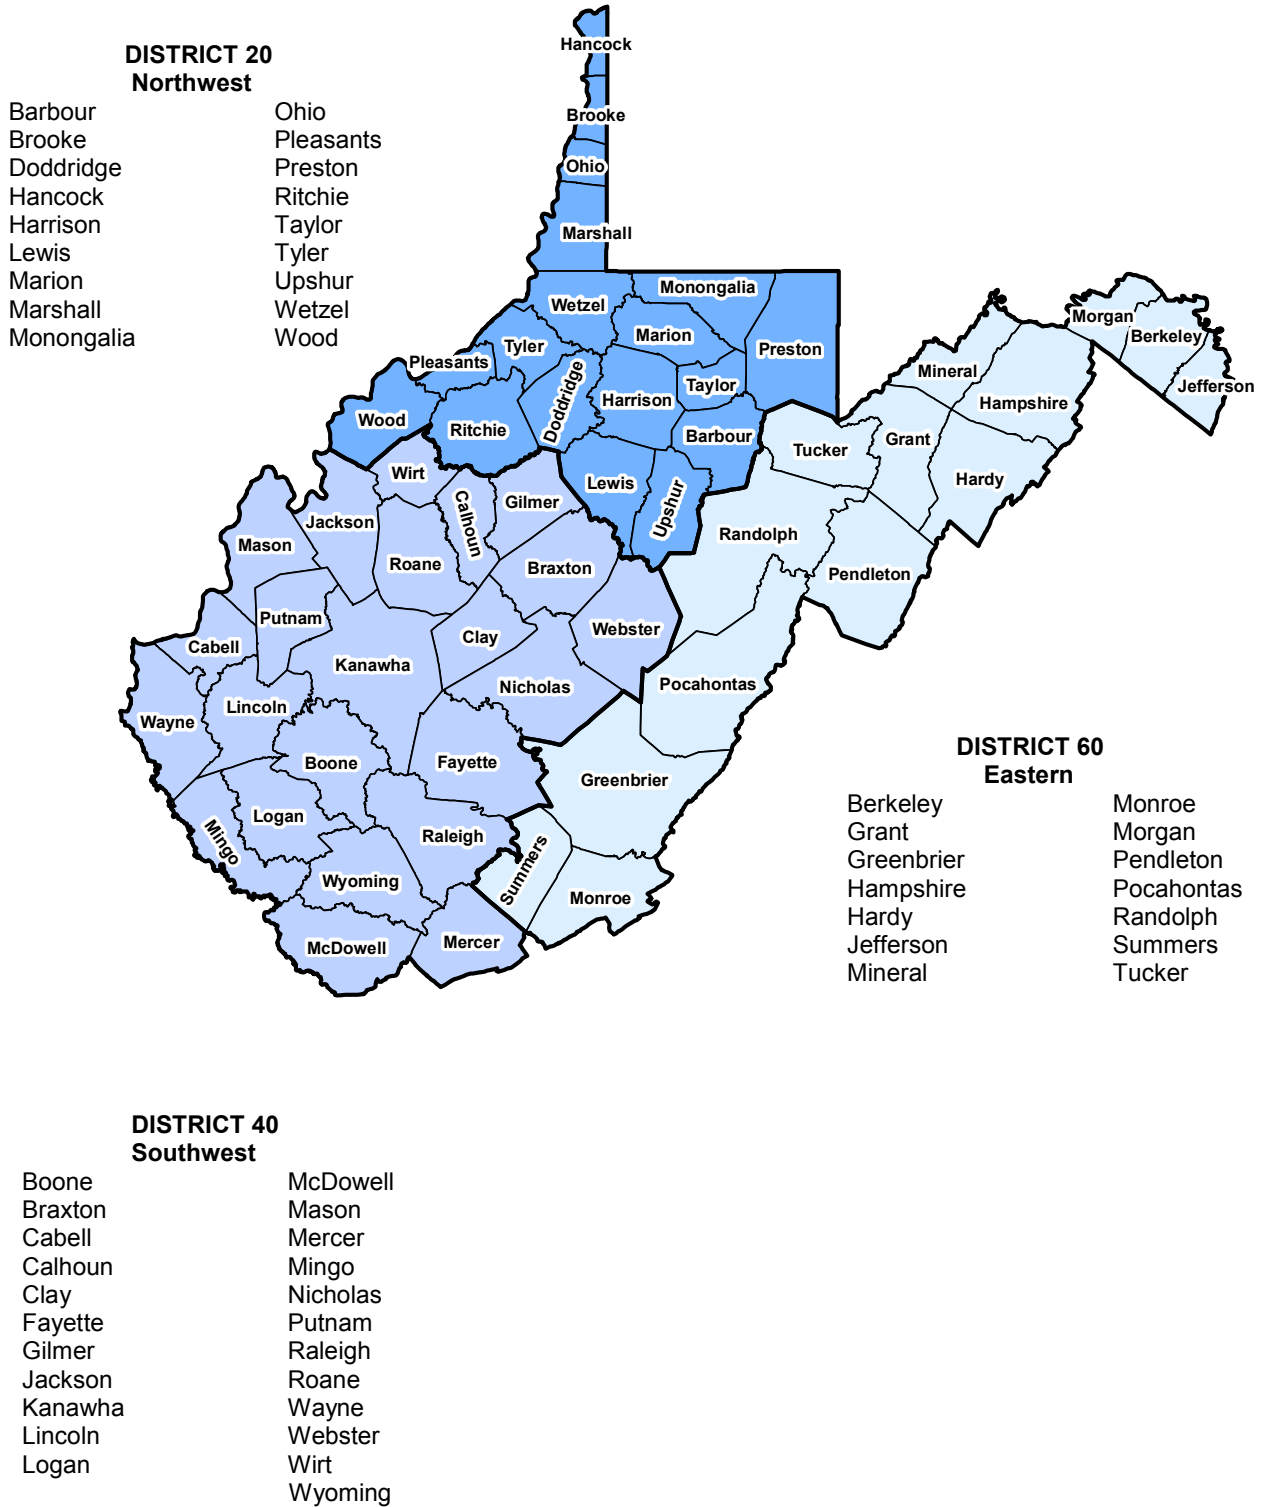 DISTRICT 20
Northwest
Barbour
Brooke
Doddridge
Hancock
Harrison
Lewis
Marion
Marshall
Monongalia
Ohio
Pleasants
Preston
Ritchie
Taylor
Tyler
Upshur
Wetzel
Wood
Hancock
Brooke
Ohio
Marshall
Wetzel
Monongalia
Marion
Preston
Tyler
Pleasants
Doddridge
Harrison
Taylor
Wood
Ritchie
Barbour
Lewis
Upshur
Morgan
Berkeley
Jefferson
Mineral
Hampshire
Grant
Tucker
Hardy
Randolph
Pendleton
Pocahontas
Greenbrier
Summers
Monroe
Wirt
Calhoun
Gilmer
Jackson
Mason
Roane
Braxton
Putnam
Clay
Webster
Cabell
Kanawha
Nicholas
Lincoln
Wayne
Boone
Fayette
Logan
Mingo
Raleigh
Wyoming
McDowell
Mercer
DISTRICT 60
Eastern
Berkeley
Grant
Greenbrier
Hampshire
Hardy
Jefferson
Mineral
Monroe
Morgan
Pendleton
Pocahontas
Randolph
Summers
Tucker
DISTRICT 40
Southwest
Boone
Braxton
Cabell
Calhoun
Clay
Fayette
Gilmer
Jackson
Kanawha
Lincoln
Logan
McDowell
Mason
Mercer
Mingo
Nicholas
Putnam
Raleigh
Roane
Wayne
Webster
Wirt
Wyoming